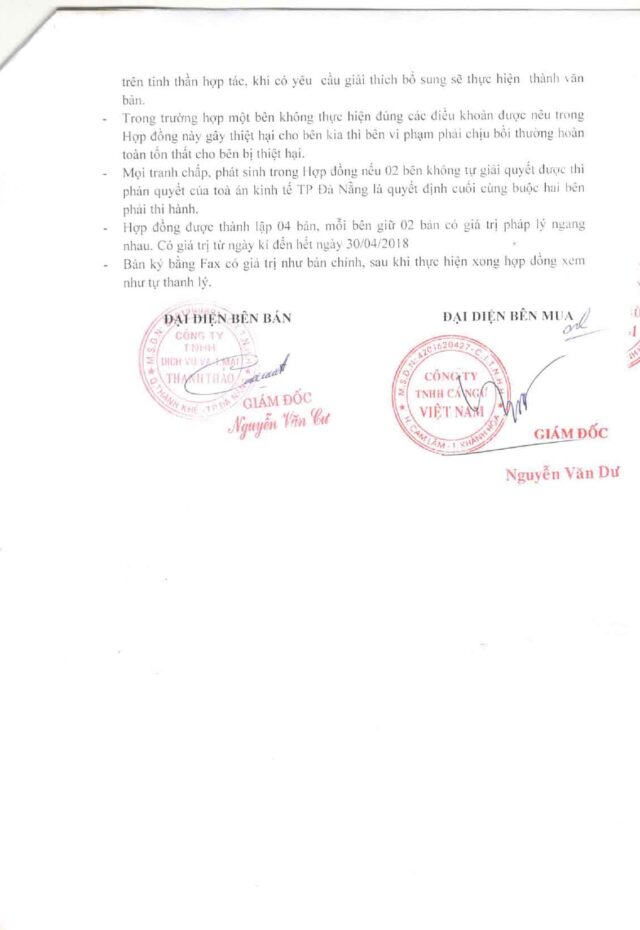 trên tinh thần hợp tác, khi có yêu cầu giải thích bổ sung sẽ thực hiện thành văn
bản.
- Trong trường hợp một bên không thực hiện đúng các điều khoản được nêu trong
Hợp đồng này gây thiệt hại cho bên kia thì bên vi phạm phải chịu bồi thường hoàn
toàn tổn thất cho bên bị thiệt hại.
- Mọi tranh chấp, phát sinh trong Hợp đồng nếu 02 bên không tự giải quyết được thì
phán quyết của toà án kinh tế TP Đà Nẵng là quyết định cuối cùng buộc hai bên
phải thi hành.
- Hợp đồng được thành lập 04 bản, mỗi bên giữ 02 bản có giá trị pháp lý ngang
nhau. Có giá trị từ ngày kí đến hết ngày 30/04/2018
- Bản ký bằng Fax có giá trị như bản chính, sau khi thực hiện xong hợp đồng xem
như tự thanh lý.
ĐẠI DIỆN BÊN BÁN
ĐẠI DIỆN BÊN MUA
CÔNG TY
TNHH
DỊCH VỤ VÀ T.MẠI
THANH THẢO
Q.THANH KHÊ - TP.ĐÀ NẴNG
GIÁM ĐỐC
Nguyễn Văn Cư
M.S.D.N:4201620427-C.T.T.N.H.H
CÔNG TY
TNHH CÁ NGỪ
VIỆT NAM
H.CAM LÂM - T.KHÁNH HÒA
GIÁM ĐỐC
Nguyễn Văn Dư